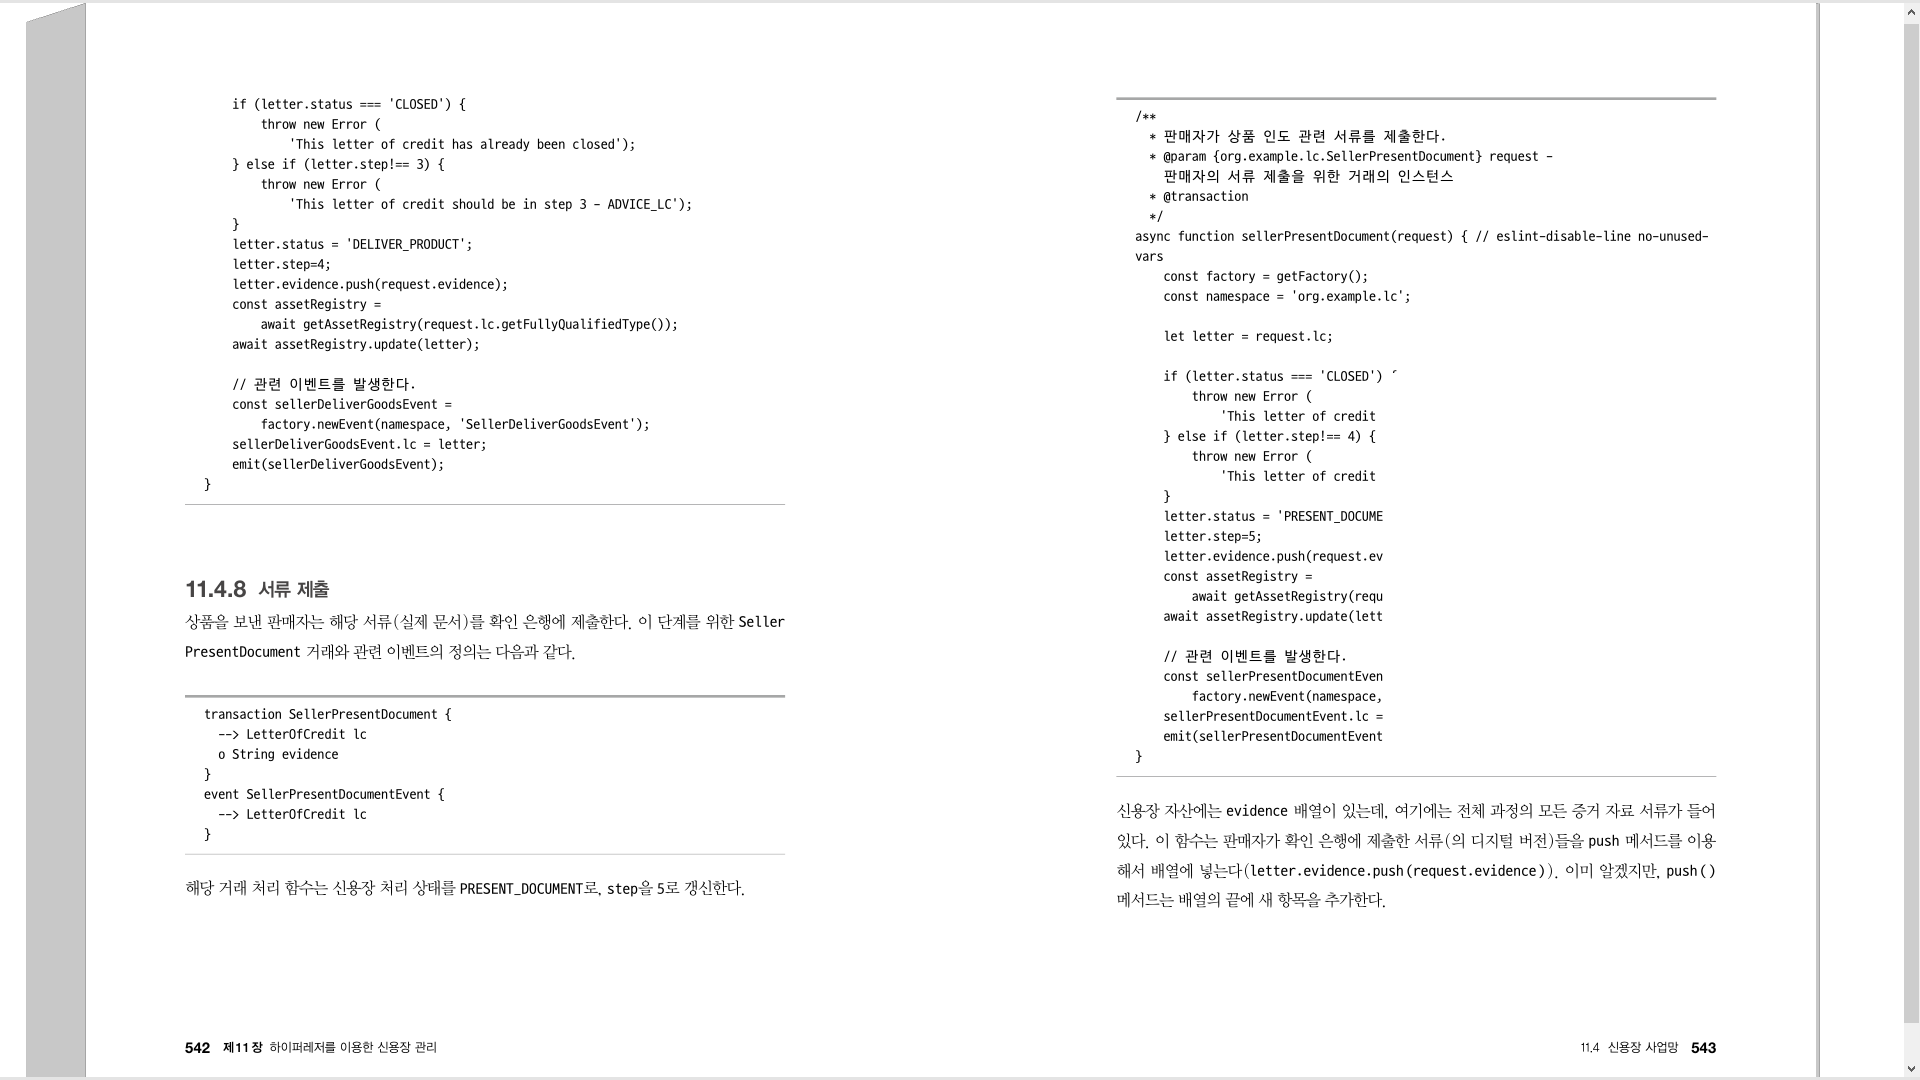 if (letter.status === 'CLOSED') {
throw new Error (
'This letter of credit has already been closed');
} else if (letter.step!== 3) {
throw new Error (
'This letter of credit should be in step 3 - ADVICE_LC');
}
letter.status = 'DELIVER_PRODUCT';
letter.step=4;
letter.evidence.push(request.evidence);
const assetRegistry =
await getAssetRegistry(request.lc.getFullyQualifiedType());
await assetRegistry.update(letter);
// 관련 이벤트를 발생한다.
const sellerDeliverGoodsEvent =
factory.newEvent(namespace, 'SellerDeliverGoodsEvent');
sellerDeliverGoodsEvent.lc = letter;
emit(sellerDeliverGoodsEvent);
}
11.4.8 서류 제출
상품을 보낸 판매자는 해당 서류(실제 문서)를 확인 은행에 제출한다. 이 단계를 위한 Seller
PresentDocument 거래와 관련 이벤트의 정의는 다음과 같다.
transaction SellerPresentDocument {
--> LetterOfCredit lc
o String evidence
}
event SellerPresentDocumentEvent {
--> LetterOfCredit lc
}
해당 거래 처리 함수는 신용장 처리 상태를 PRESENT_DOCUMENT로, step을 5로 갱신한다.
542 제11장 하이퍼레저를 이용한 신용장 관리
/**
* 판매자가 상품 인도 관련 서류를 제출한다.
* @param {org.example.lc.SellerPresentDocument} request -
판매자의 서류 제출을 위한 거래의 인스턴스
* @transaction
*/
async function sellerPresentDocument(request) { // eslint-disable-line no-unused-
vars
const factory = getFactory();
const namespace = 'org.example.lc';
let letter = request.lc;
if (letter.status === 'CLOSED')
throw new Error (
'This letter of credit
} else if (letter.step!== 4) {
throw new Error (
'This letter of credit
}
letter.status = 'PRESENT_DOCUME
letter.step=5;
letter.evidence.push(request.ev
const assetRegistry =
await getAssetRegistry(requ
await assetRegistry.update(lett
// 관련 이벤트를 발생한다.
const sellerPresentDocumentEven
factory.newEvent(namespace,
sellerPresentDocumentEvent.lc =
emit(sellerPresentDocumentEvent
}
신용장 자산에는 evidence 배열이 있는데, 여기에는 전체 과정의 모든 증거 자료 서류가 들어
있다. 이 함수는 판매자가 확인 은행에 제출한 서류(의 디지털 버전)들을 push 메서드를 이용
해서 배열에 넣는다(letter.evidence.push(request.evidence)). 이미 알겠지만, push()
메서드는 배열의 끝에 새 항목을 추가한다.
11.4 신용장 사업망 543